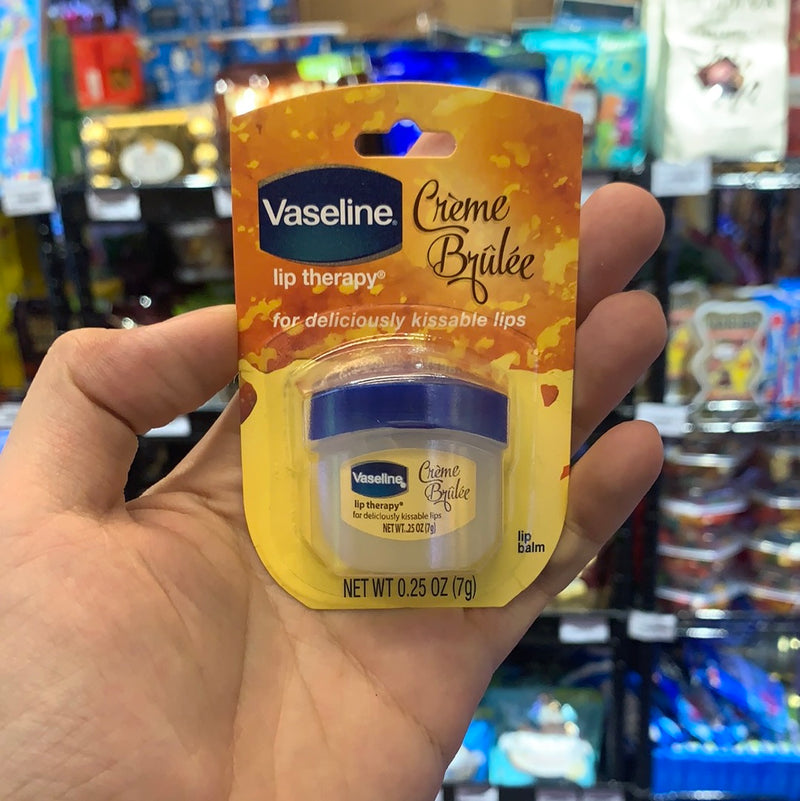 Vaseline®
Crème
Brûlée
lip therapy®
for deliciously kissable lips
Vaseline®
Crème
Brûlée
lip therapy®
for deliciously kissable lips
NET WT. .25 OZ (7g)
lip
balm
NET WT 0.25 OZ (7g)